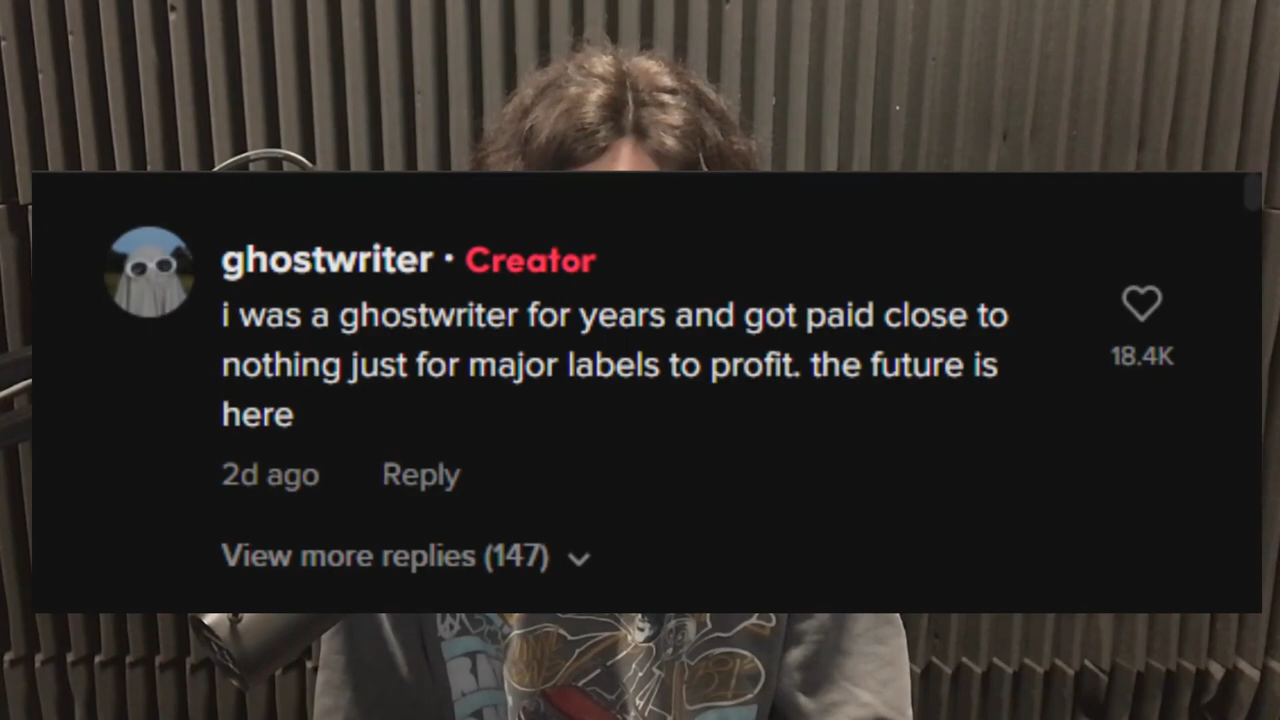 ghostwriter · Creator
i was a ghostwriter for years and got paid close to
nothing just for major labels to profit. the future is
here
18.4K
2d ago Reply
View more replies (147)